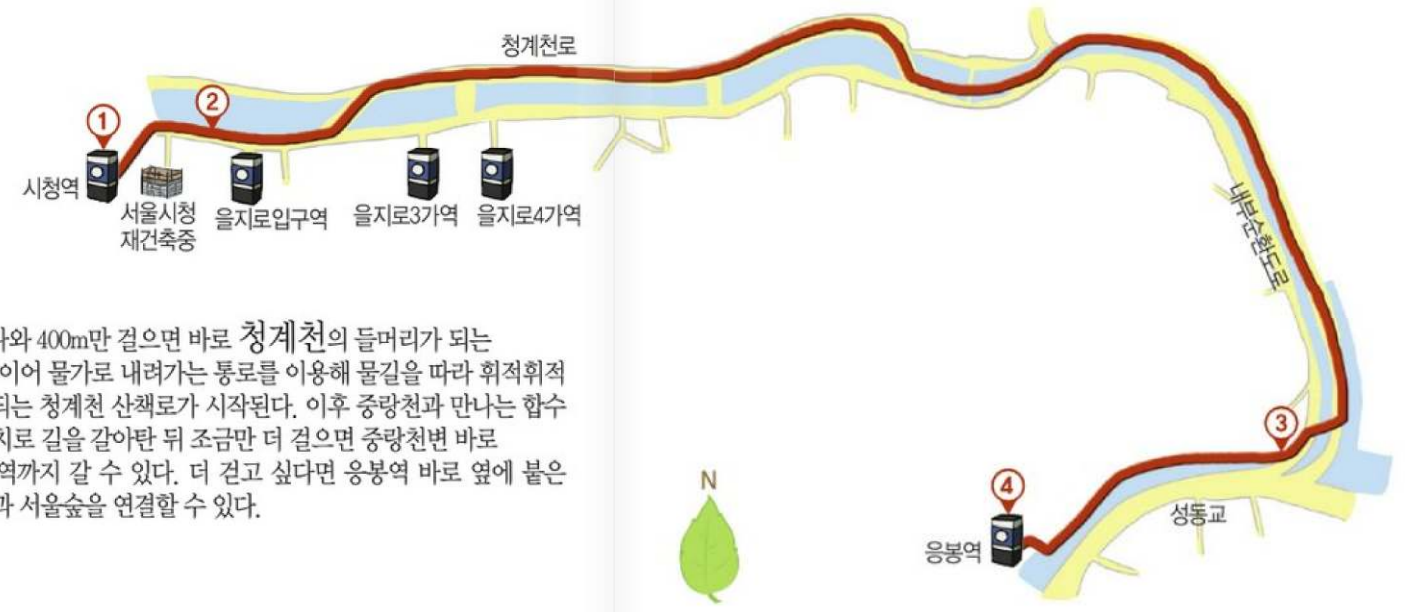 청계천로
1
2
시청역
서울시청
재건축중
을지로입구역
을지로3가역
을지로4가역
내부순환도로
와 400m만 걸으면 바로 청계천의 들머리가 되는
이어 물가로 내려가는 통로를 이용해 물길을 따라 휘적휘적
되는 청계천 산책로가 시작된다. 이후 중랑천과 만나는 합수
치로 길을 갈아탄 뒤 조금만 더 걸으면 중랑천변 바로
역까지 갈 수 있다. 더 걷고 싶다면 응봉역 바로 옆에 붙은
과 서울숲을 연결할 수 있다.
3
N
4
성동교
응봉역